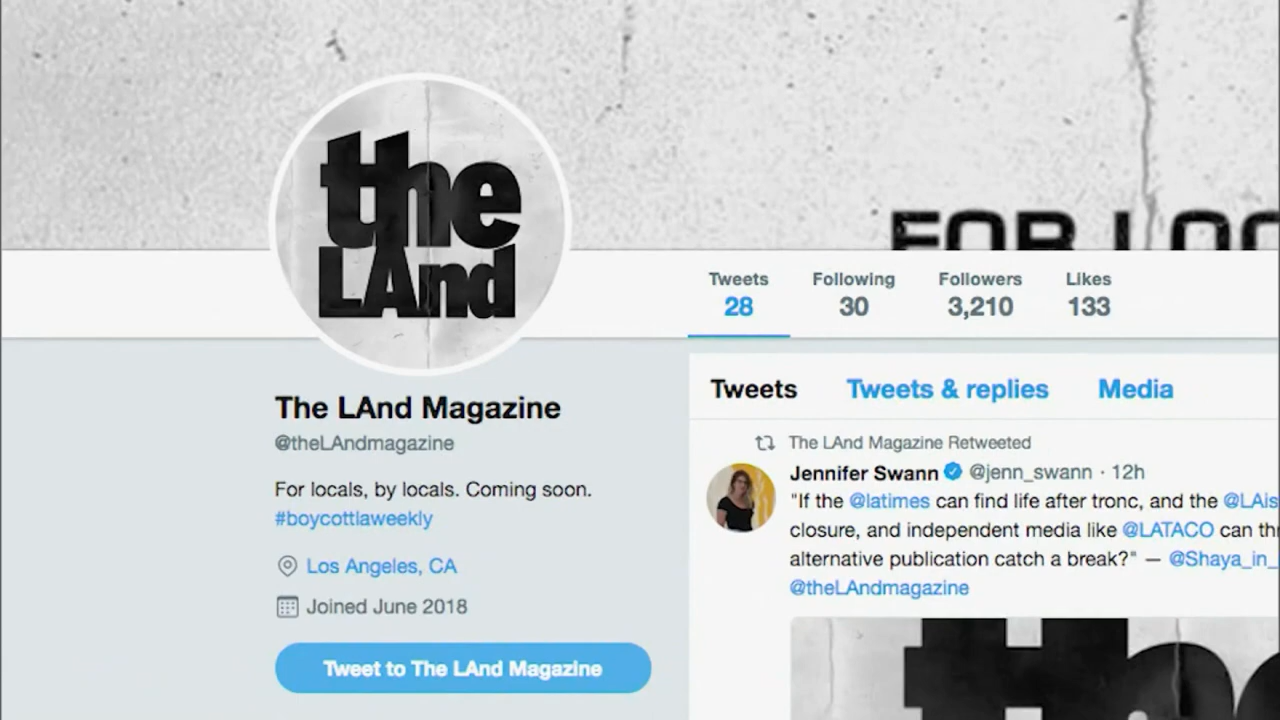 the
LAnd
FOR LOC
Tweets Following Followers Likes
28 30 3,210 133
The LAnd Magazine
@theLAndmagazine
For locals, by locals. Coming soon.
#boycottlaweekly
Los Angeles, CA
Joined June 2018
Tweet to The LAnd Magazine
Tweets Tweets & replies Media
The LAnd Magazine Retweeted
Jennifer Swann @jenn_swann · 12h
"If the @latimes can find life after tronc, and the @LAis
closure, and independent media like @LATACO can thr
alternative publication catch a break?" — @Shaya_in_
@theLAndmagazine
the